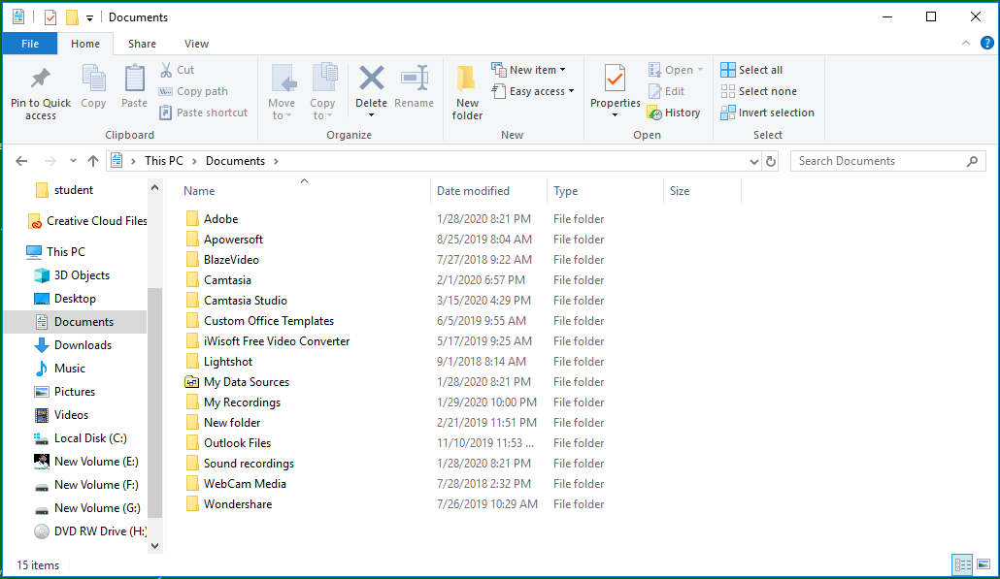 Documents
File Home Share View
Pin to Quick access
Copy
Paste
Cut
Copy path
Paste shortcut
Clipboard
Move to
Copy to
Delete
Rename
Organize
New folder
New item
Easy access
New
Properties
Open
Edit
History
Open
Select all
Select none
Invert selection
Select
This PC > Documents >
Search Documents
student
Creative Cloud Files
This PC
3D Objects
Desktop
Documents
Downloads
Music
Pictures
Videos
Local Disk (C:)
New Volume (E:)
New Volume (F:)
New Volume (G:)
DVD RW Drive (H:)
Name Date modified Type Size
Adobe 1/28/2020 8:21 PM File folder
Apowersoft 8/25/2019 8:04 AM File folder
BlazeVideo 7/27/2018 9:22 AM File folder
Camtasia 2/1/2020 6:57 PM File folder
Camtasia Studio 3/15/2020 4:29 PM File folder
Custom Office Templates 6/5/2019 9:55 AM File folder
iWisoft Free Video Converter 5/17/2019 9:25 AM File folder
Lightshot 9/1/2018 8:14 AM File folder
My Data Sources 1/28/2020 8:21 PM File folder
My Recordings 1/29/2020 10:00 PM File folder
New folder 2/21/2019 11:51 PM File folder
Outlook Files 11/10/2019 11:53 ... File folder
Sound recordings 1/28/2020 8:21 PM File folder
WebCam Media 7/28/2018 2:32 PM File folder
Wondershare 7/26/2019 10:29 AM File folder
15 items